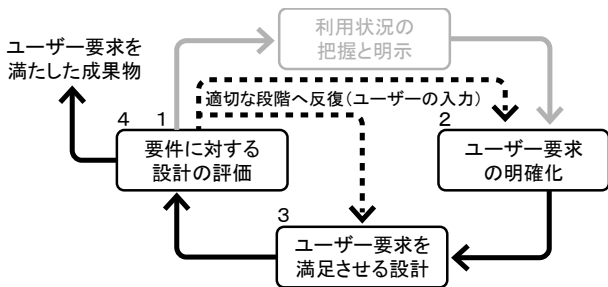 利用状況の
把握と明示
ユーザー要求を
満たした成果物
適切な段階へ反復(ユーザーの入力)
4
1
要件に対する
設計の評価
2
ユーザー要求
の明確化
3
ユーザー要求を
満足させる設計